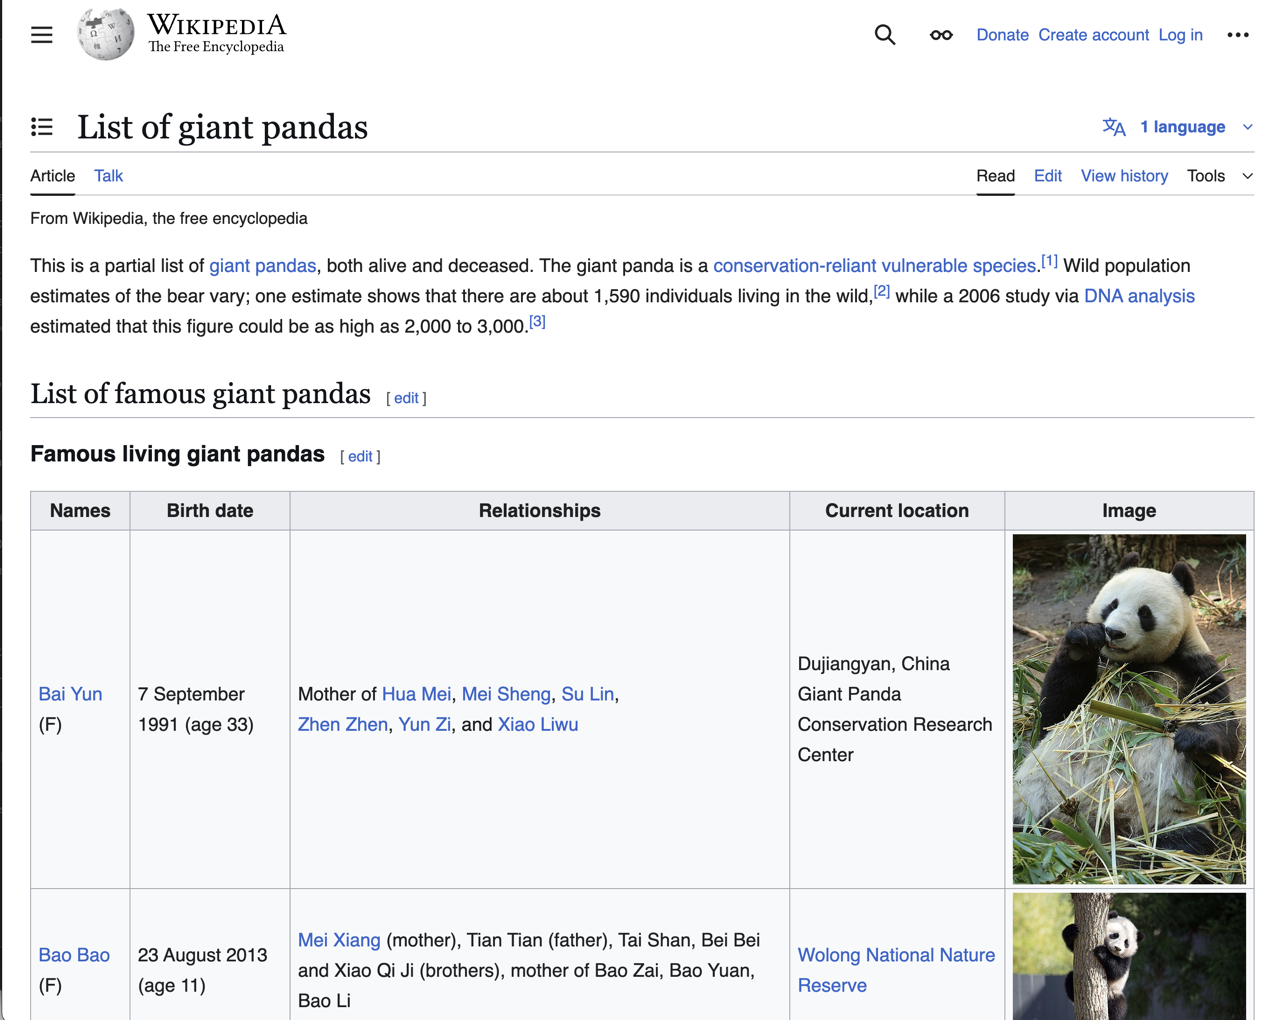 WIKIPEDIA
The Free Encyclopedia
Donate Create account Log in
List of giant pandas
1 language
Article Talk
Read Edit View history Tools
From Wikipedia, the free encyclopedia
This is a partial list of giant pandas, both alive and deceased. The giant panda is a conservation-reliant vulnerable species.[1] Wild population
estimates of the bear vary; one estimate shows that there are about 1,590 individuals living in the wild,[2] while a 2006 study via DNA analysis
estimated that this figure could be as high as 2,000 to 3,000.[3]
List of famous giant pandas [ edit ]
Famous living giant pandas [ edit ]
Names Birth date Relationships Current location Image
Bai Yun
(F)
7 September
1991 (age 33)
Mother of Hua Mei, Mei Sheng, Su Lin,
Zhen Zhen, Yun Zi, and Xiao Liwu
Dujiangyan, China
Giant Panda
Conservation Research
Center
Bao Bao
(F)
23 August 2013
(age 11)
Mei Xiang (mother), Tian Tian (father), Tai Shan, Bei Bei
and Xiao Qi Ji (brothers), mother of Bao Zai, Bao Yuan,
Bao Li
Wolong National Nature
Reserve